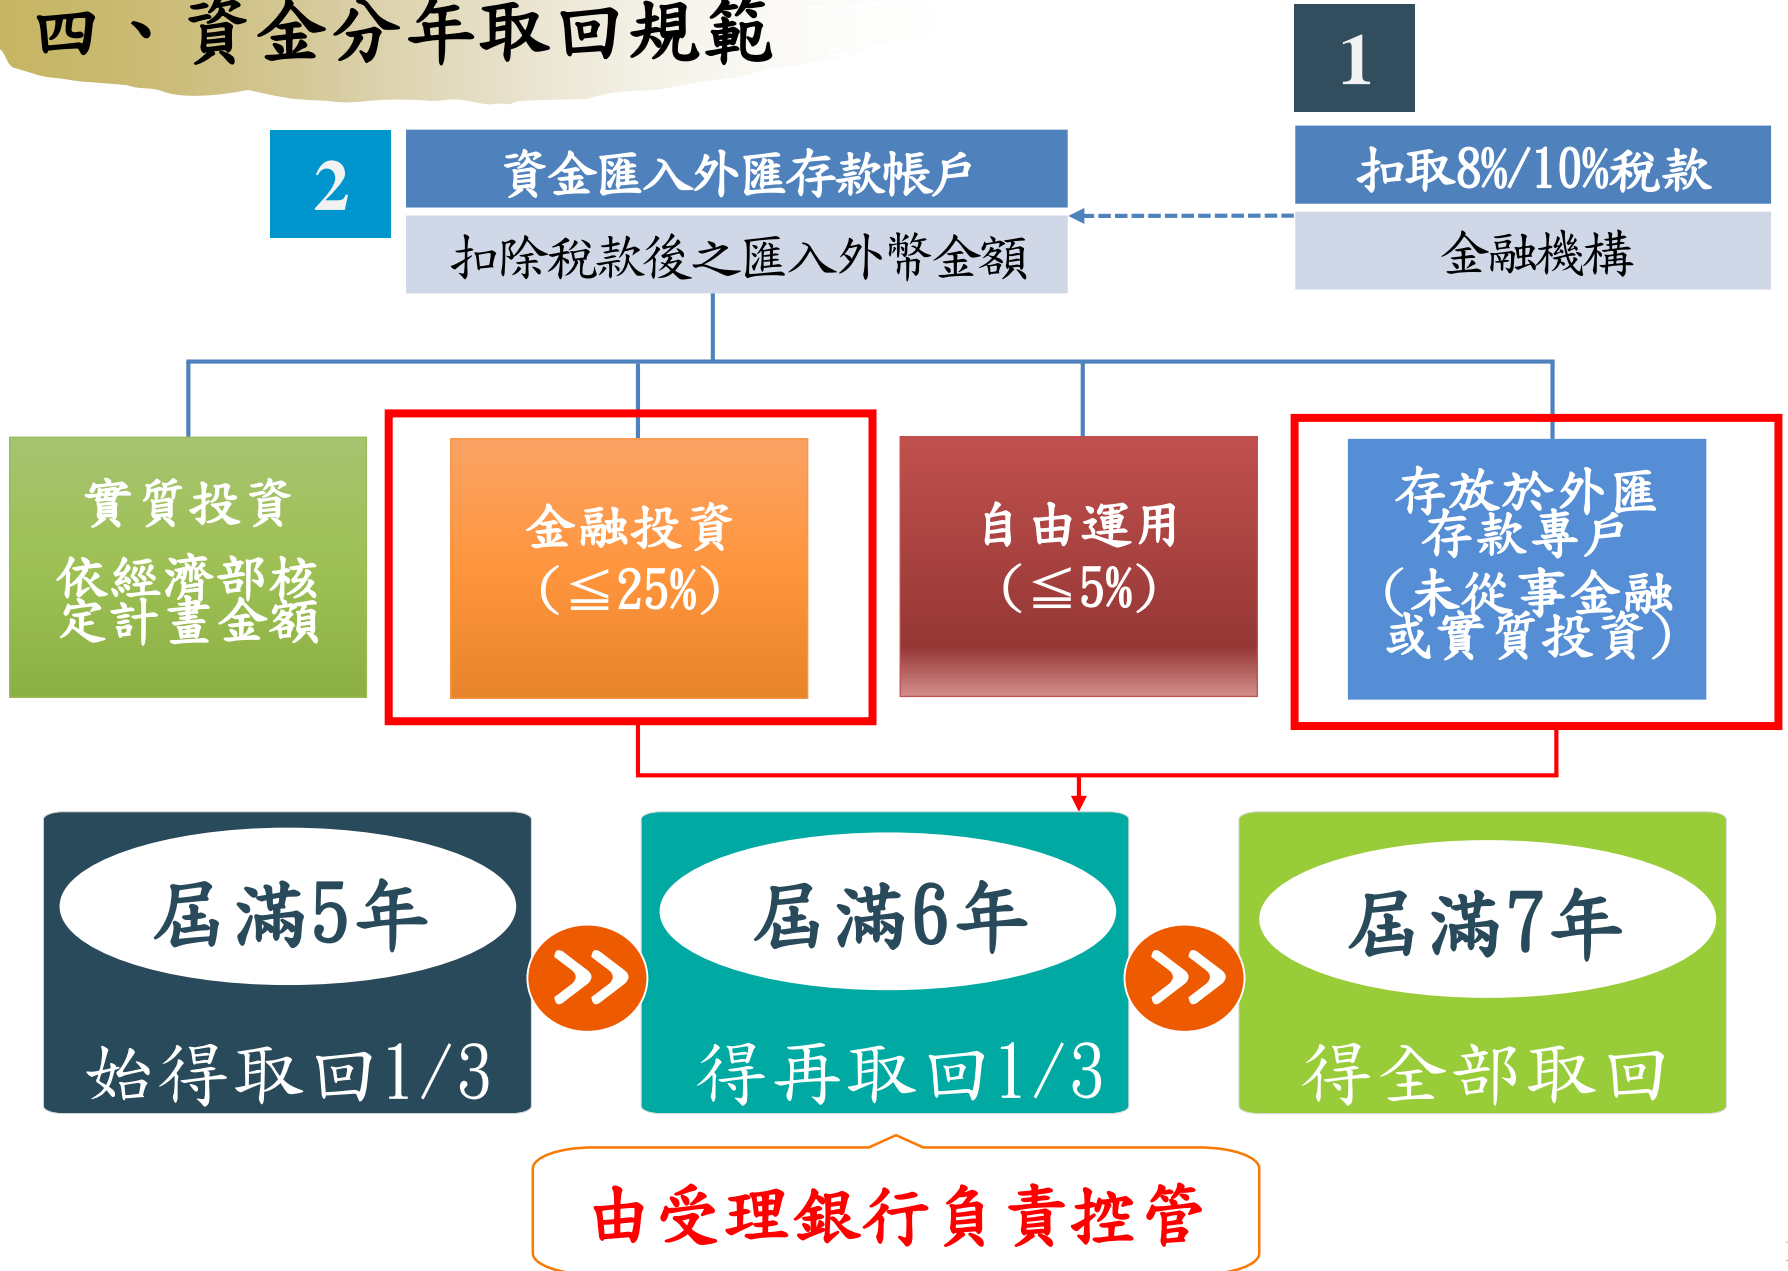 四、資金分年取回規範
1
扣取8%/10%稅款
金融機構
2
資金匯入外匯存款帳戶
扣除稅款後之匯入外幣金額
實質投資
依經濟部核
定計畫金額
金融投資
(≦25%)
自由運用
(≦5%)
存放於外匯
存款專戶
(未從事金融
或實質投資)
屆滿5年
始得取回1/3
屆滿6年
得再取回1/3
屆滿7年
得全部取回
由受理銀行負責控管